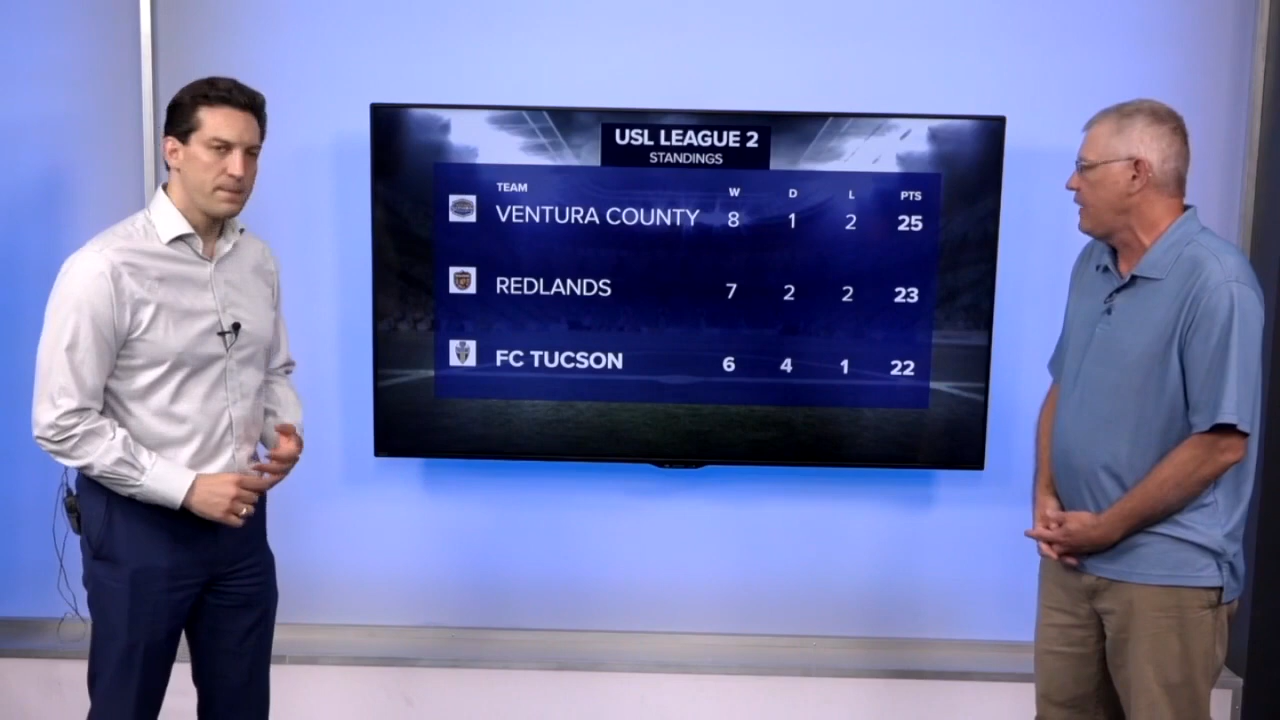 USL LEAGUE 2
STANDINGS
TEAM W D L PTS
VENTURA COUNTY 8 1 2 25
REDLANDS 7 2 2 23
FC TUCSON 6 4 1 22